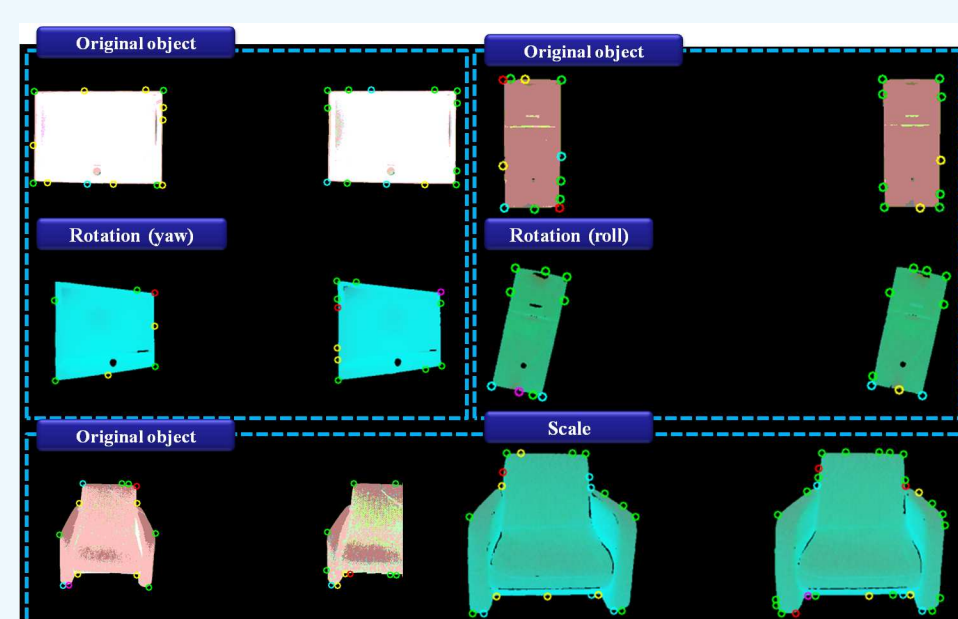 Original object
Original object
Rotation (yaw)
Rotation (roll)
Original object
Scale